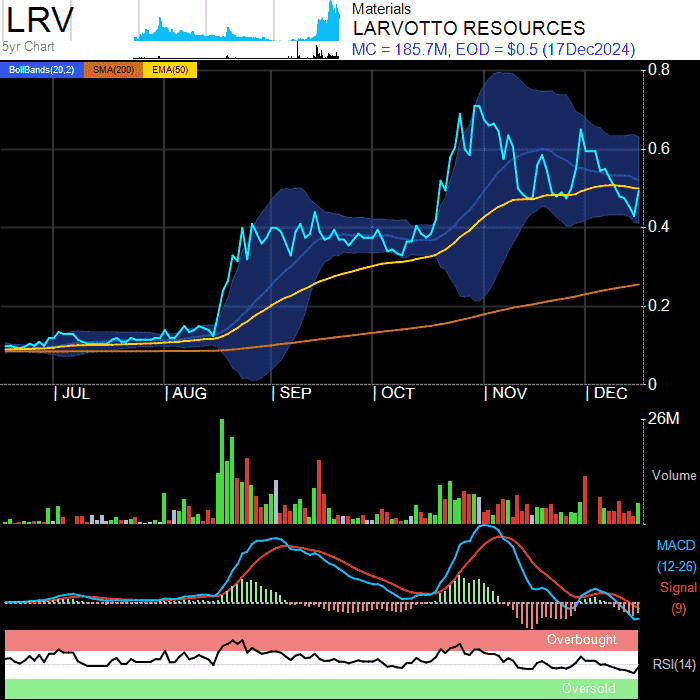 LRV
5yr Chart
Materials
LARVOTTO RESOURCES
MC = 185.7M, EOD = $0.5 (17Dec2024)
BollBands(20,2) SMA(200) EMA(50)
0.8
0.6
0.4
0.2
0
| JUL | AUG | SEP | OCT | NOV | DEC
26M
Volume
MACD
(12-26)
Signal
(9)
Overbought
RSI(14)
Oversold